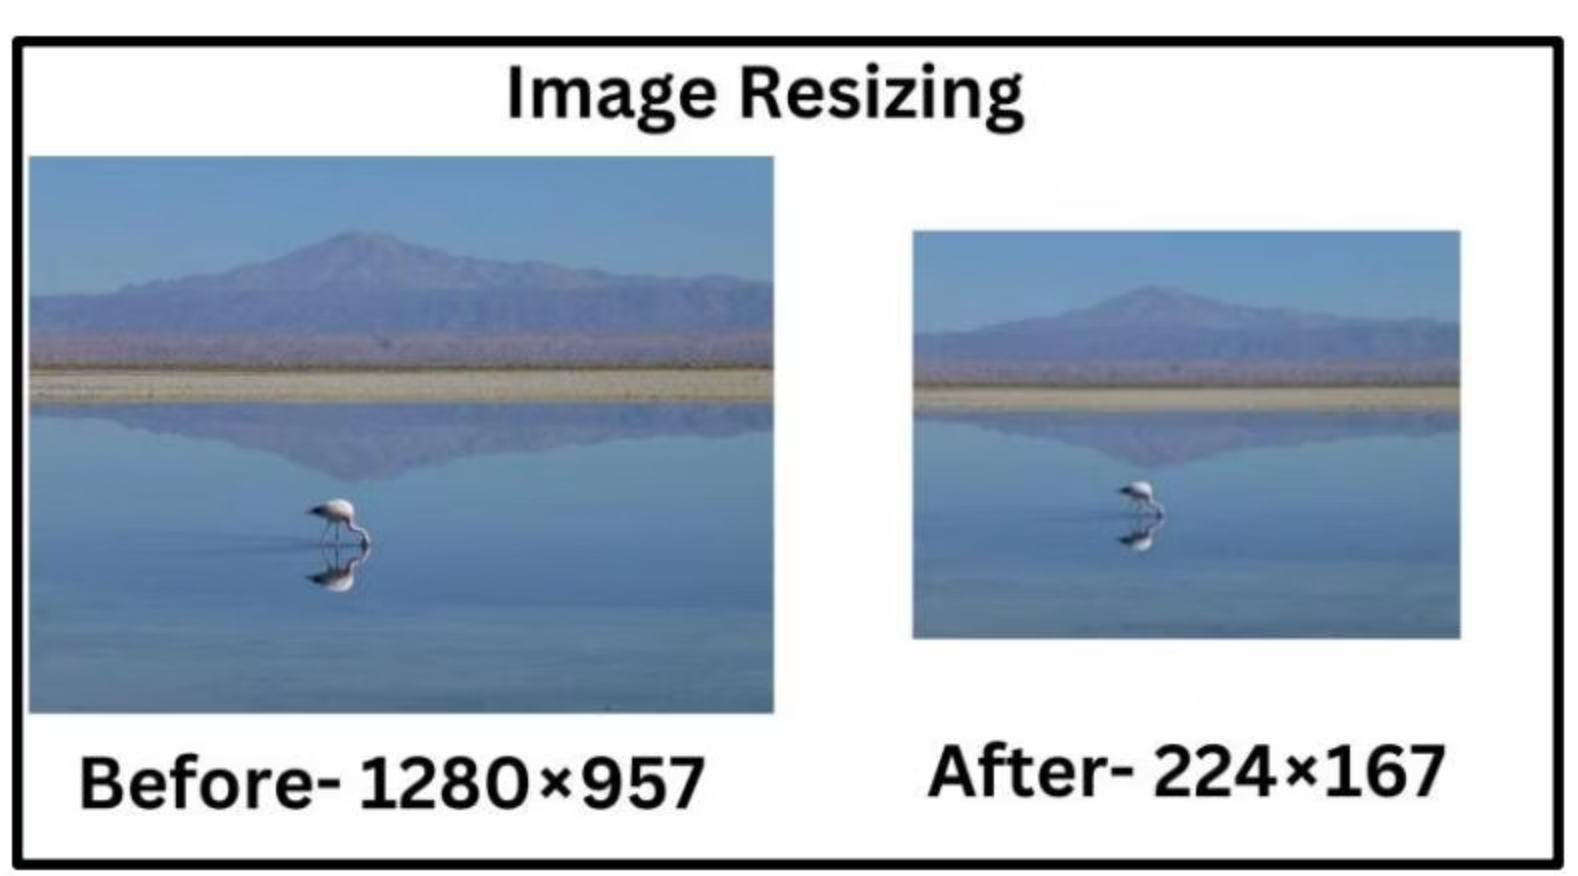 Image Resizing
Before- 1280×957
After- 224×167